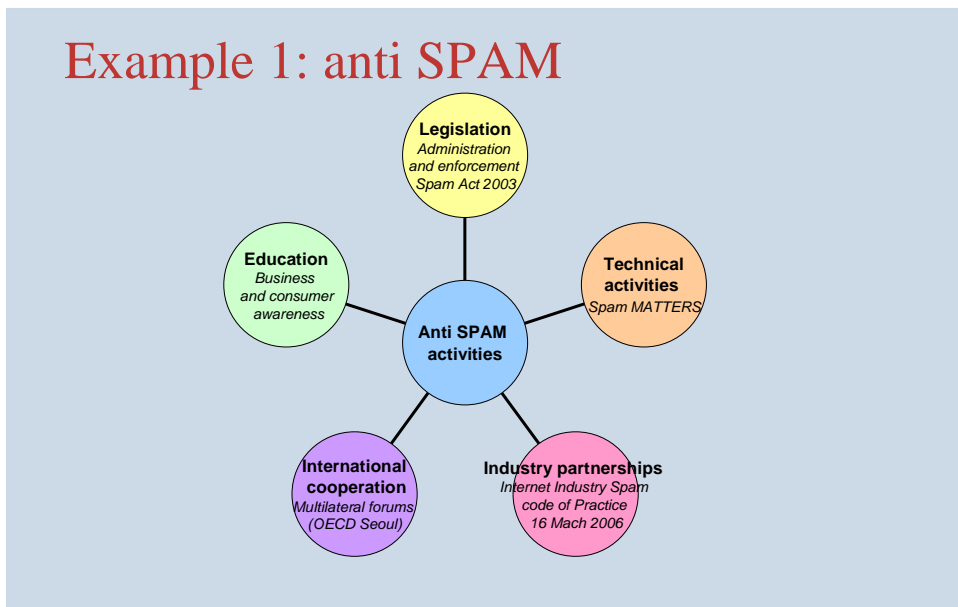 Example 1: anti SPAM
Legislation
Administration
and enforcement
Spam Act 2003
Education
Business
and consumer
awareness
Technical
activities
Spam MATTERS
Anti SPAM
activities
International
cooperation
Multilateral forums
(OECD Seoul)
Industry partnerships
Internet Industry Spam
code of Practice
16 Mach 2006